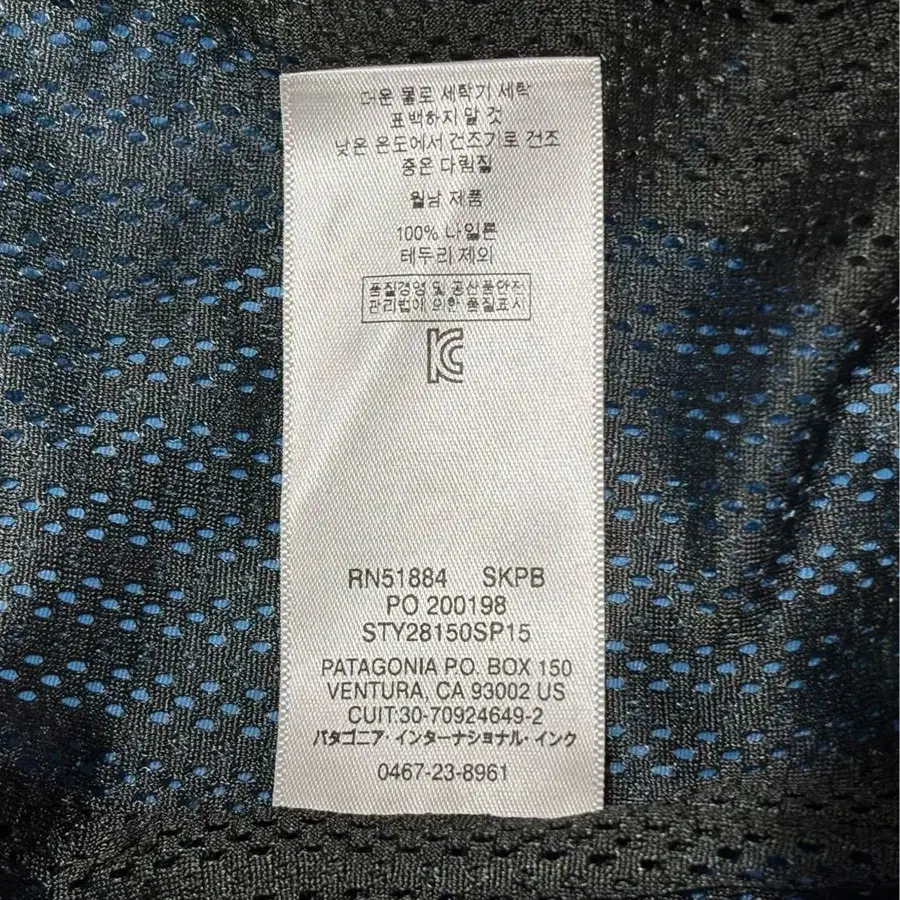 더운 물로 세탁기 세탁
표백하지 말 것
낮은 온도에서 건조기로 건조
중온 다림질
월남 제품
100% 나일론
테두리 제외
품질경영 및 공산품안전
관리법에 의한 품질표시
RN51884 SKPB
PO 200198
STY28150SP15
PATAGONIA P.O. BOX 150
VENTURA, CA 93002 US
CUIT:30-70924649-2
パタゴニア・インターナショナル・インク
0467-23-8961